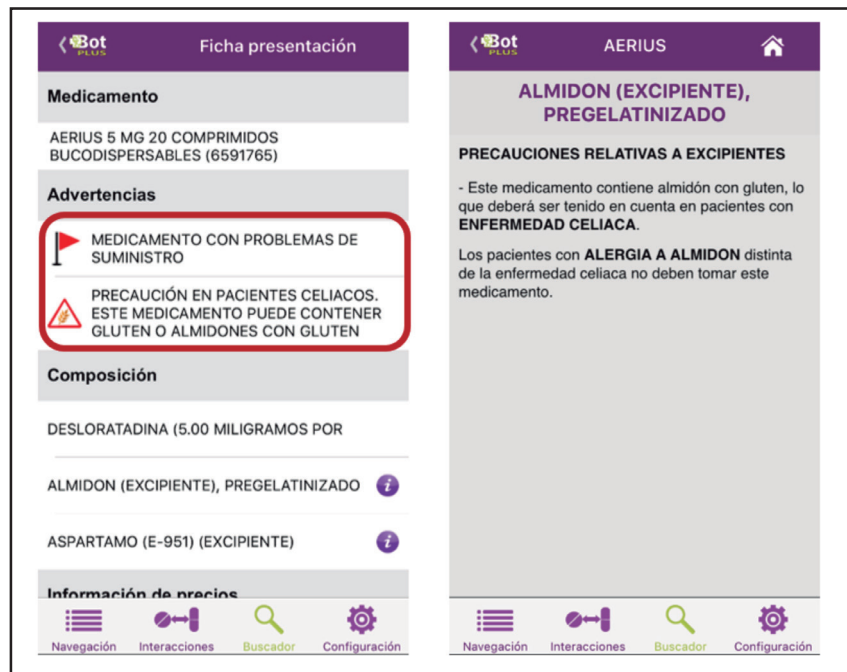 Bot PLUS
Ficha presentación
Medicamento
AERIUS 5 MG 20 COMPRIMIDOS
BUCODISPERSABLES (6591765)
Advertencias
MEDICAMENTO CON PROBLEMAS DE
SUMINISTRO
PRECAUCIÓN EN PACIENTES CELIACOS.
ESTE MEDICAMENTO PUEDE CONTENER
GLUTEN O ALMIDONES CON GLUTEN
Composición
DESLORATADINA (5.00 MILIGRAMOS POR
ALMIDON (EXCIPIENTE), PREGELATINIZADO i
ASPARTAMO (E-951) (EXCIPIENTE) i
Información de precios
Navegación Interacciones Buscador Configuración
Bot PLUS
AERIUS
ALMIDON (EXCIPIENTE),
PREGELATINIZADO
PRECAUCIONES RELATIVAS A EXCIPIENTES
- Este medicamento contiene almidón con gluten, lo
que deberá ser tenido en cuenta en pacientes con
ENFERMEDAD CELIACA.
Los pacientes con ALERGIA A ALMIDON distinta
de la enfermedad celiaca no deben tomar este
medicamento.
Navegación Interacciones Buscador Configuración